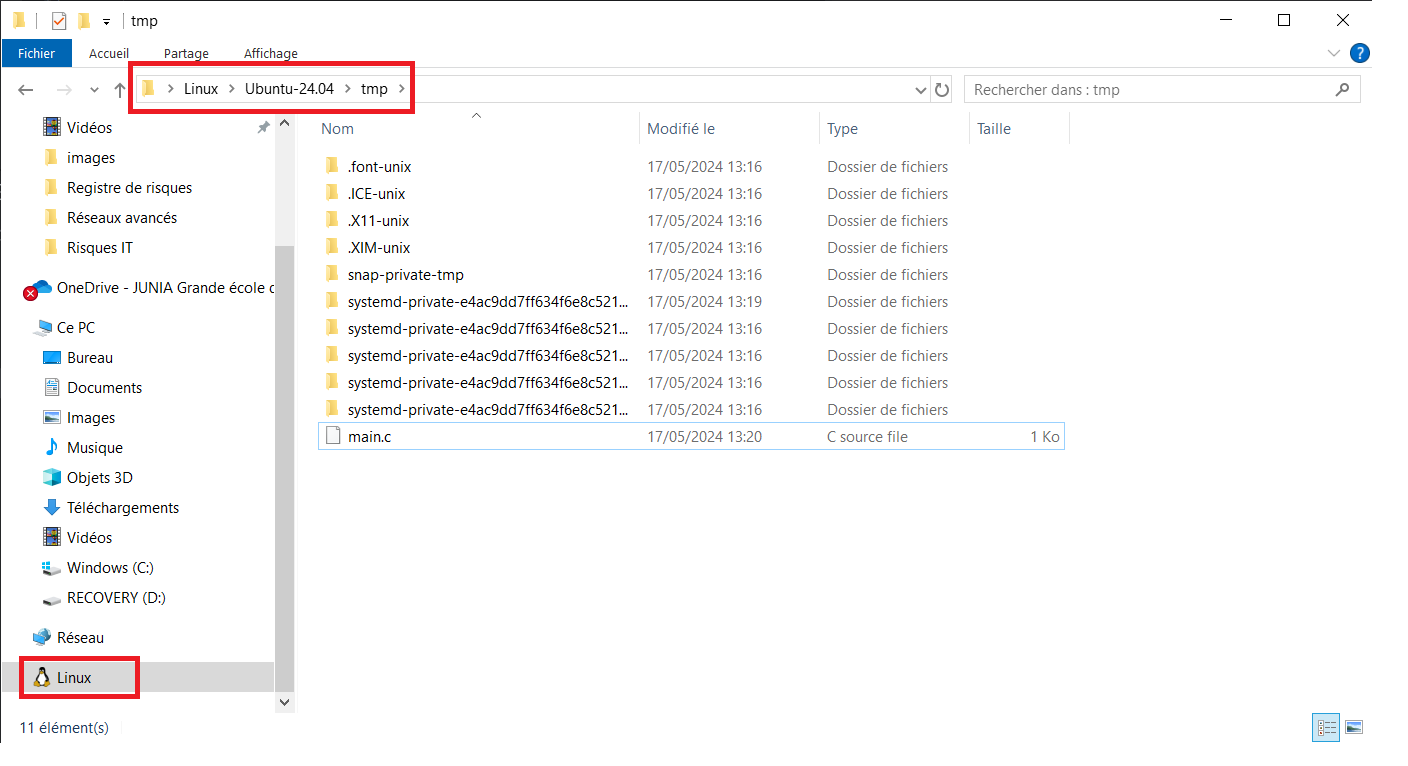 tmp
Fichier Accueil Partage Affichage
Linux Ubuntu-24.04 tmp
Rechercher dans : tmp
Vidéos
images
Registre de risques
Réseaux avancés
Risques IT
OneDrive - JUNIA Grande école
Ce PC
Bureau
Documents
Images
Musique
Objets 3D
Téléchargements
Vidéos
Windows (C:)
RECOVERY (D:)
Réseau
Linux
Nom Modifié le Type Taille
.font-unix 17/05/2024 13:16 Dossier de fichiers
.ICE-unix 17/05/2024 13:16 Dossier de fichiers
.X11-unix 17/05/2024 13:16 Dossier de fichiers
.XIM-unix 17/05/2024 13:16 Dossier de fichiers
snap-private-tmp 17/05/2024 13:16 Dossier de fichiers
systemd-private-e4ac9dd7ff634f6e8c521... 17/05/2024 13:19 Dossier de fichiers
systemd-private-e4ac9dd7ff634f6e8c521... 17/05/2024 13:16 Dossier de fichiers
systemd-private-e4ac9dd7ff634f6e8c521... 17/05/2024 13:16 Dossier de fichiers
systemd-private-e4ac9dd7ff634f6e8c521... 17/05/2024 13:16 Dossier de fichiers
systemd-private-e4ac9dd7ff634f6e8c521... 17/05/2024 13:16 Dossier de fichiers
main.c 17/05/2024 13:20 C source file 1 Ko
11 élément(s)